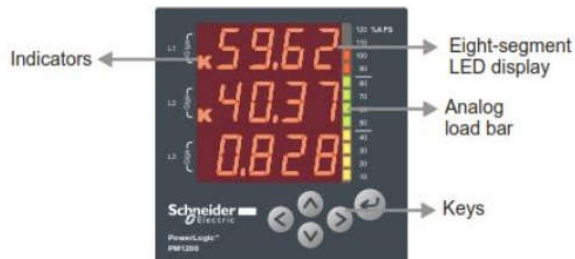 Indicators
Eight-segment
LED display
Analog
load bar
Keys
L1
L2
L3
K 59.62
K 40.37
0.828
120 %A FS
110
100
90
80
70
60
50
40
30
20
10
Schneider
Electric
PowerLogic™
PM1200